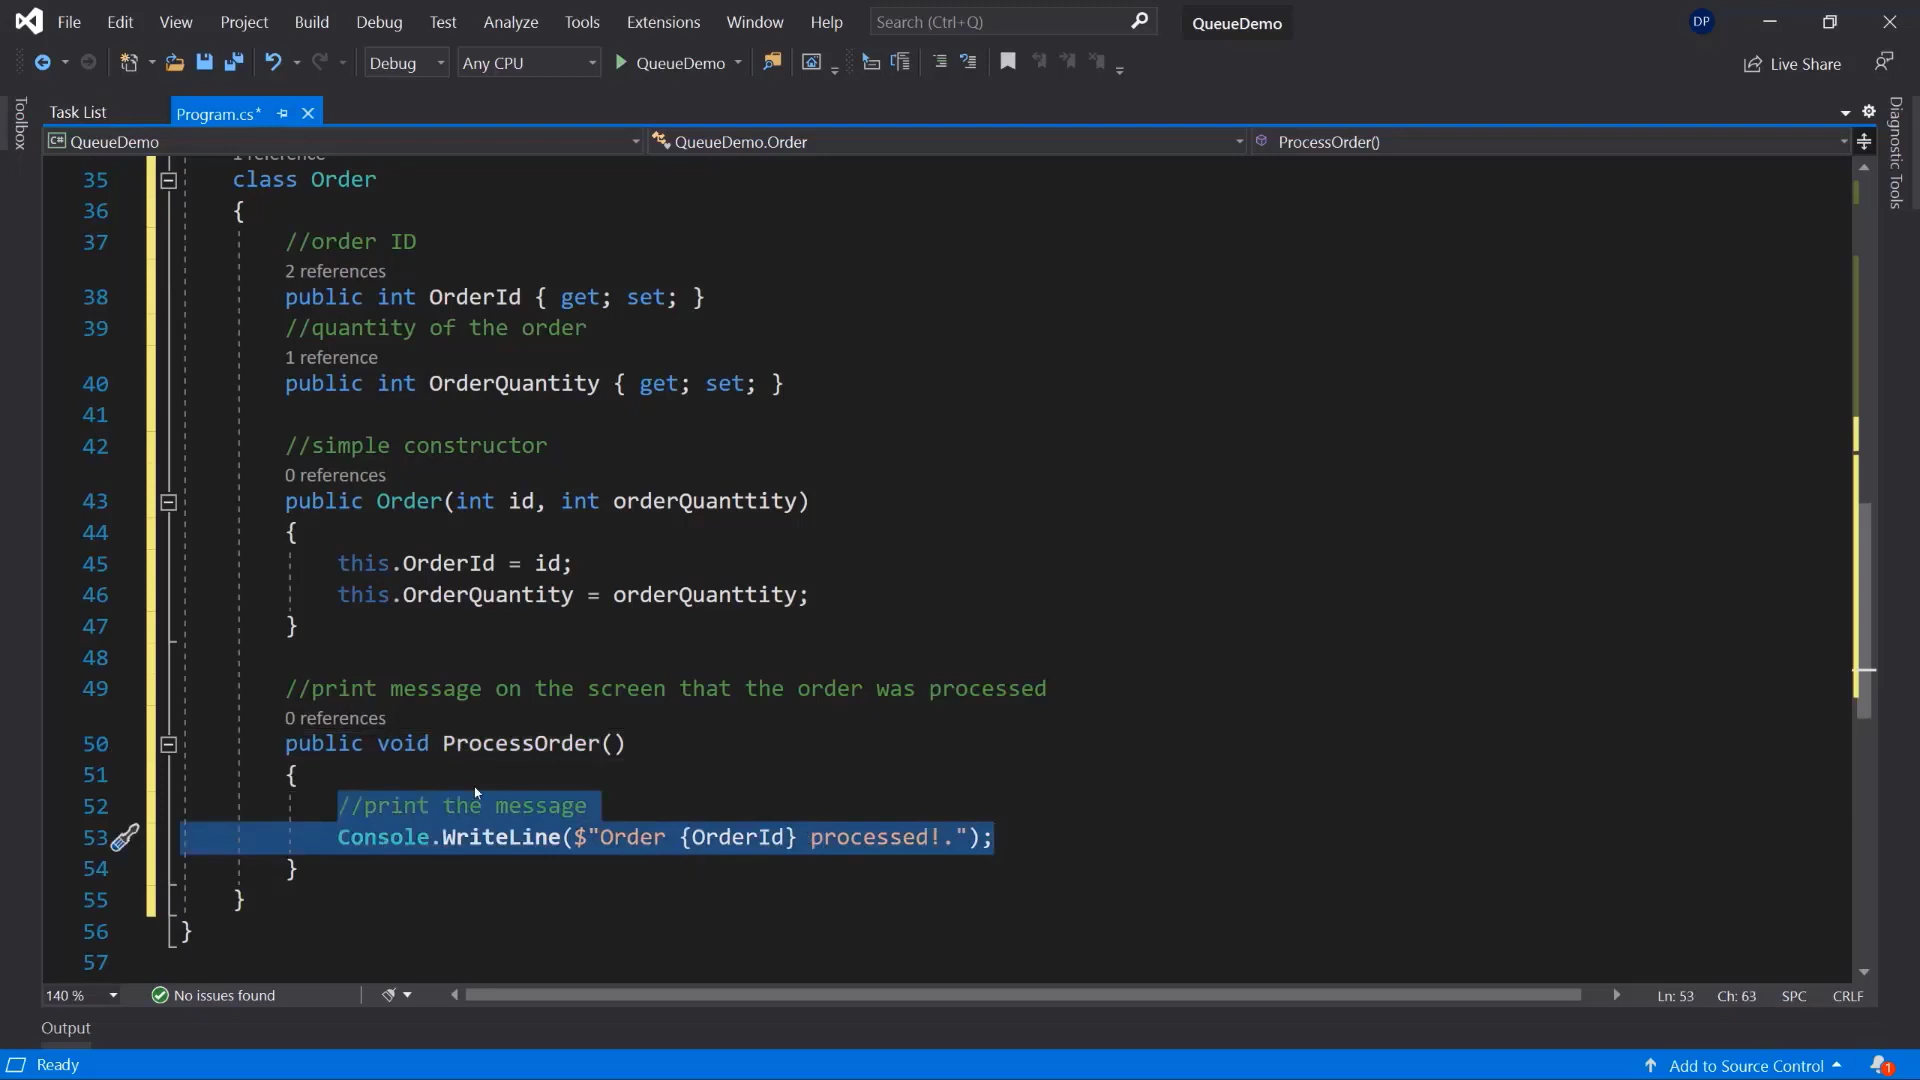 File Edit View Project Build Debug Test Analyze Tools Extensions Window Help Search (Ctrl+Q) QueueDemo DP
Debug Any CPU QueueDemo Live Share
Toolbox
Task List Program.cs* Diagnostic Tools
C# QueueDemo QueueDemo.Order ProcessOrder()
1 reference
35 class Order
36 {
37 //order ID
2 references
38 public int OrderId { get; set; }
39 //quantity of the order
1 reference
40 public int OrderQuantity { get; set; }
41
42 //simple constructor
0 references
43 public Order(int id, int orderQuanttity)
44 {
45 this.OrderId = id;
46 this.OrderQuantity = orderQuanttity;
47 }
48
49 //print message on the screen that the order was processed
0 references
50 public void ProcessOrder()
51 {
52 //print the message
53 Console.WriteLine($"Order {OrderId} processed!.");
54 }
55 }
56 }
57
140 % No issues found Ln: 53 Ch: 63 SPC CRLF
Output
Ready Add to Source Control 1